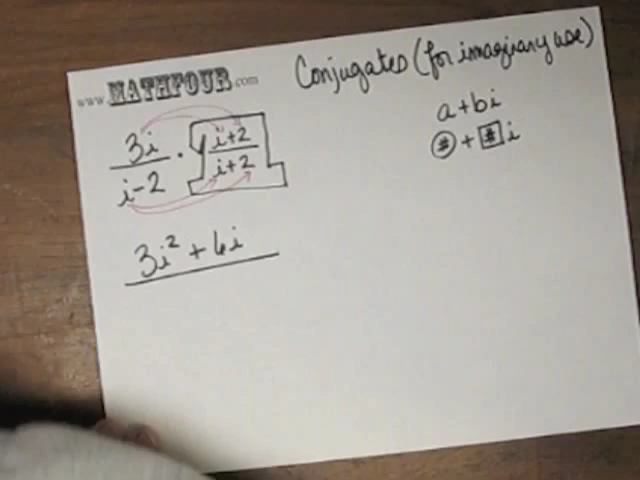 www.MATHFOUR.com
Conjugates (for imaginary use)
a+bi
# + # i
3i / i-2 · i+2 / i+2
3i² + 6i